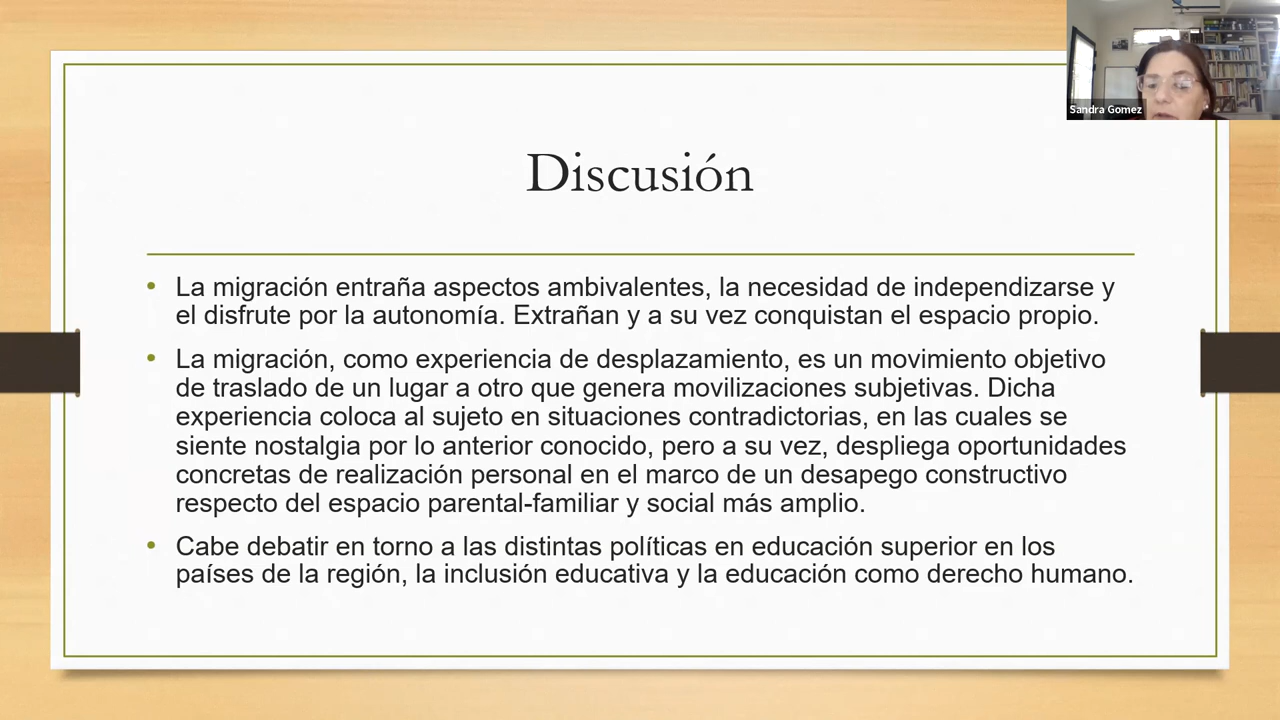 Sandra Gomez
Discusión
• La migración entraña aspectos ambivalentes, la necesidad de independizarse y
el disfrute por la autonomía. Extrañan y a su vez conquistan el espacio propio.
• La migración, como experiencia de desplazamiento, es un movimiento objetivo
de traslado de un lugar a otro que genera movilizaciones subjetivas. Dicha
experiencia coloca al sujeto en situaciones contradictorias, en las cuales se
siente nostalgia por lo anterior conocido, pero a su vez, despliega oportunidades
concretas de realización personal en el marco de un desapego constructivo
respecto del espacio parental-familiar y social más amplio.
• Cabe debatir en torno a las distintas políticas en educación superior en los
países de la región, la inclusión educativa y la educación como derecho humano.